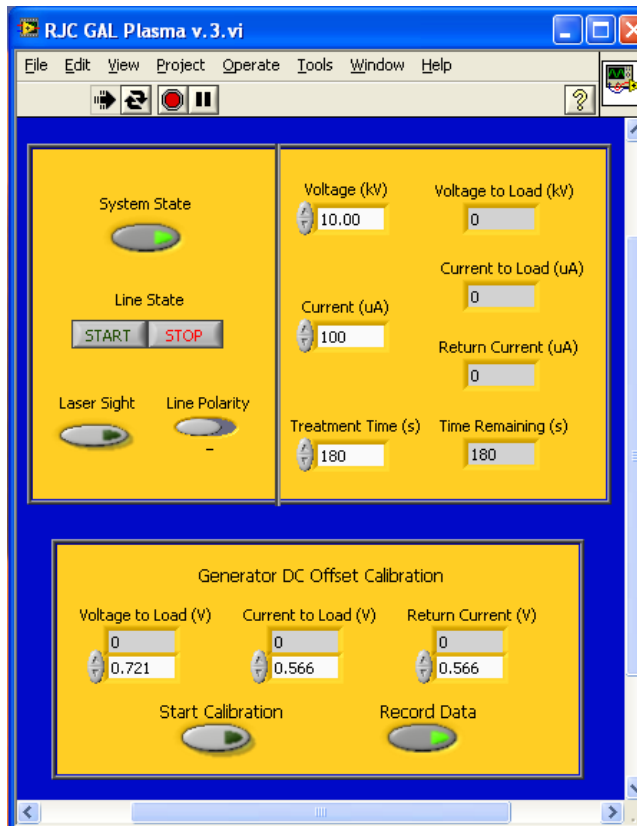 RJC GAL Plasma v.3.vi
File Edit View Project Operate Tools Window Help
?
System State
Line State
START STOP
Laser Sight Line Polarity
-
Voltage (kV) Voltage to Load (kV)
10.00 0
Current to Load (uA)
0
Current (uA)
100
Return Current (uA)
0
Treatment Time (s) Time Remaining (s)
180 180
Generator DC Offset Calibration
Voltage to Load (V) Current to Load (V) Return Current (V)
0 0 0
0.721 0.566 0.566
Start Calibration Record Data